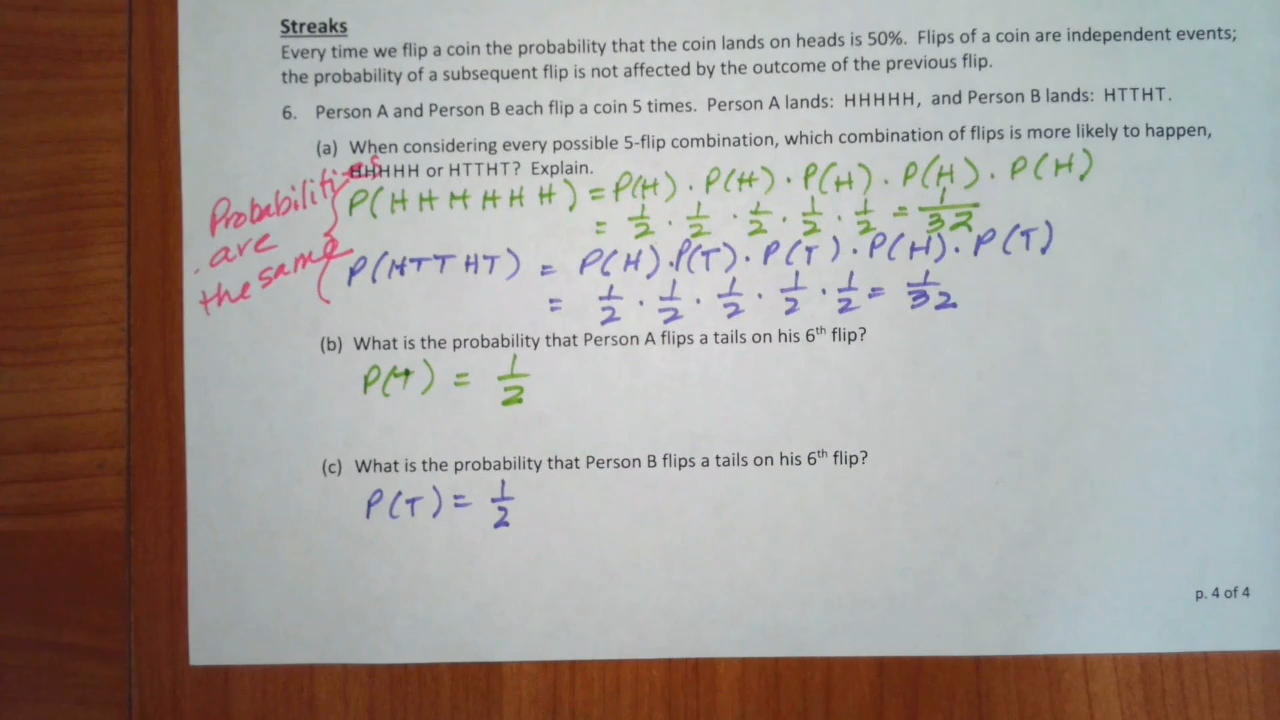 Streaks
Every time we flip a coin the probability that the coin lands on heads is 50%. Flips of a coin are independent events;
the probability of a subsequent flip is not affected by the outcome of the previous flip.
6. Person A and Person B each flip a coin 5 times. Person A lands: HHHHH, and Person B lands: HTTHT.
(a) When considering every possible 5-flip combination, which combination of flips is more likely to happen,
HHHHH or HTTHT? Explain.
Probabilities
are
the same
P(HHHHHH) = P(H) · P(H) · P(H) · P(H) · P(H)
= 1/2 · 1/2 · 1/2 · 1/2 · 1/2 = 1/32
P(HTTHT) = P(H) · P(T) · P(T) · P(H) · P(T)
= 1/2 · 1/2 · 1/2 · 1/2 · 1/2 = 1/32
(b) What is the probability that Person A flips a tails on his 6th flip?
P(T) = 1/2
(c) What is the probability that Person B flips a tails on his 6th flip?
P(T) = 1/2
p. 4 of 4